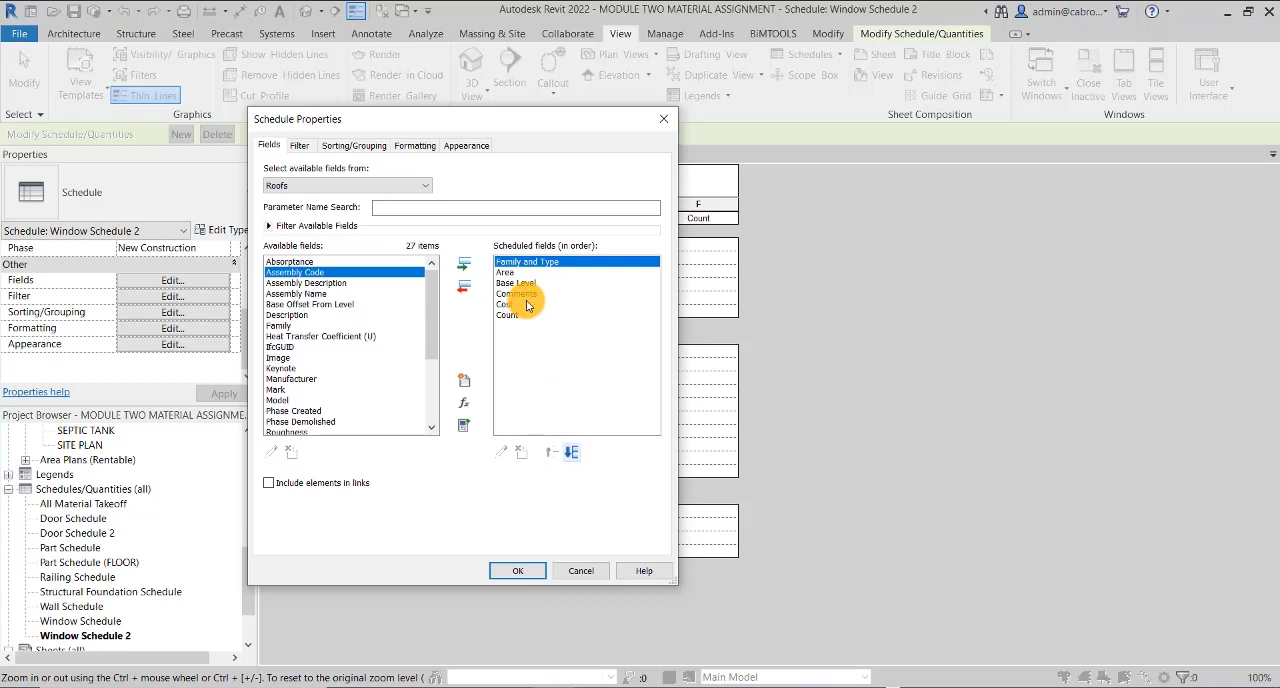 Autodesk Revit 2022 - MODULE TWO MATERIAL ASSIGNMENT - Schedule: Window Schedule 2
admin@cabro...
File Architecture Structure Steel Precast Systems Insert Annotate Analyze Massing & Site Collaborate View Manage Add-Ins BiMTOOLS Modify Modify Schedule/Quantities
Visibility/ Graphics Show Hidden Lines Render Plan Views Drafting View Schedules Sheet Title Block
Filters Remove Hidden Lines Render in Cloud Elevation Duplicate View Scope Box View Revisions
Thin Lines Cut Profile Render Gallery Legends Guide Grid
Modify View Templates 3D View Section Callout Switch Windows Close Inactive Tab Views Tile Views User Interface
Select Graphics Sheet Composition Windows
Modify Schedule/Quantities New Delete
Properties
Schedule
Schedule: Window Schedule 2 Edit Type
Phase New Construction
Other
Fields Edit...
Filter Edit...
Sorting/Grouping Edit...
Formatting Edit...
Appearance Edit...
Properties help Apply
Project Browser - MODULE TWO MATERIAL ASSIGNME...
SEPTIC TANK
SITE PLAN
Area Plans (Rentable)
Legends
Schedules/Quantities (all)
All Material Takeoff
Door Schedule
Door Schedule 2
Part Schedule
Part Schedule (FLOOR)
Railing Schedule
Structural Foundation Schedule
Wall Schedule
Window Schedule
Window Schedule 2
Sheets (all)
Schedule Properties
Fields Filter Sorting/Grouping Formatting Appearance
Select available fields from:
Roofs
Parameter Name Search:
Filter Available Fields
Available fields: 27 items
Absorptance
Assembly Code
Assembly Description
Assembly Name
Base Offset From Level
Description
Family
Heat Transfer Coefficient (U)
IfcGUID
Image
Keynote
Manufacturer
Mark
Model
Phase Created
Phase Demolished
Roughness
Scheduled fields (in order):
Family and Type
Area
Base Level
Comments
Cost
Count
Include elements in links
OK Cancel Help
F
Count
Zoom in or out using the Ctrl + mouse wheel or Ctrl + [+/-]. To reset to the original zoom level (
:0
Main Model
:0
100%